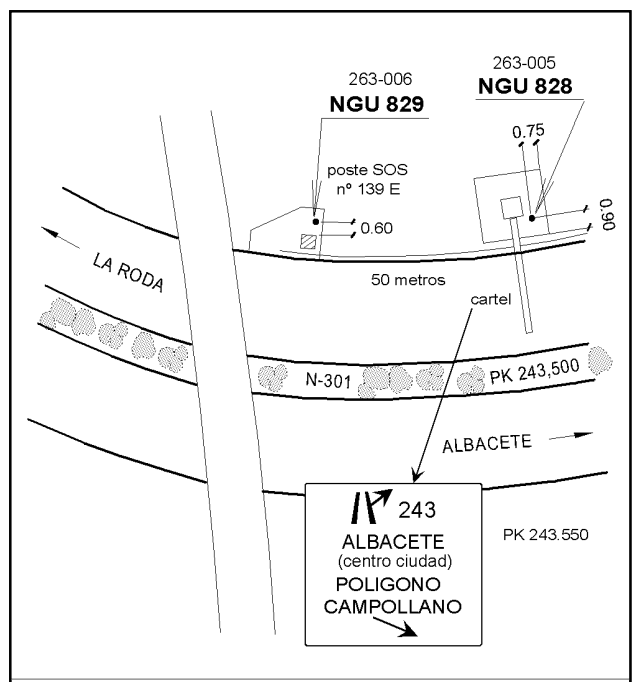 263-005
NGU 828
263-006
NGU 829
0.75
poste SOS
nº 139 E
0.90
0.60
LA RODA
50 metros
cartel
N-301
PK 243,500
ALBACETE
243
PK 243.550
ALBACETE
(centro ciudad)
POLIGONO
CAMPOLLANO